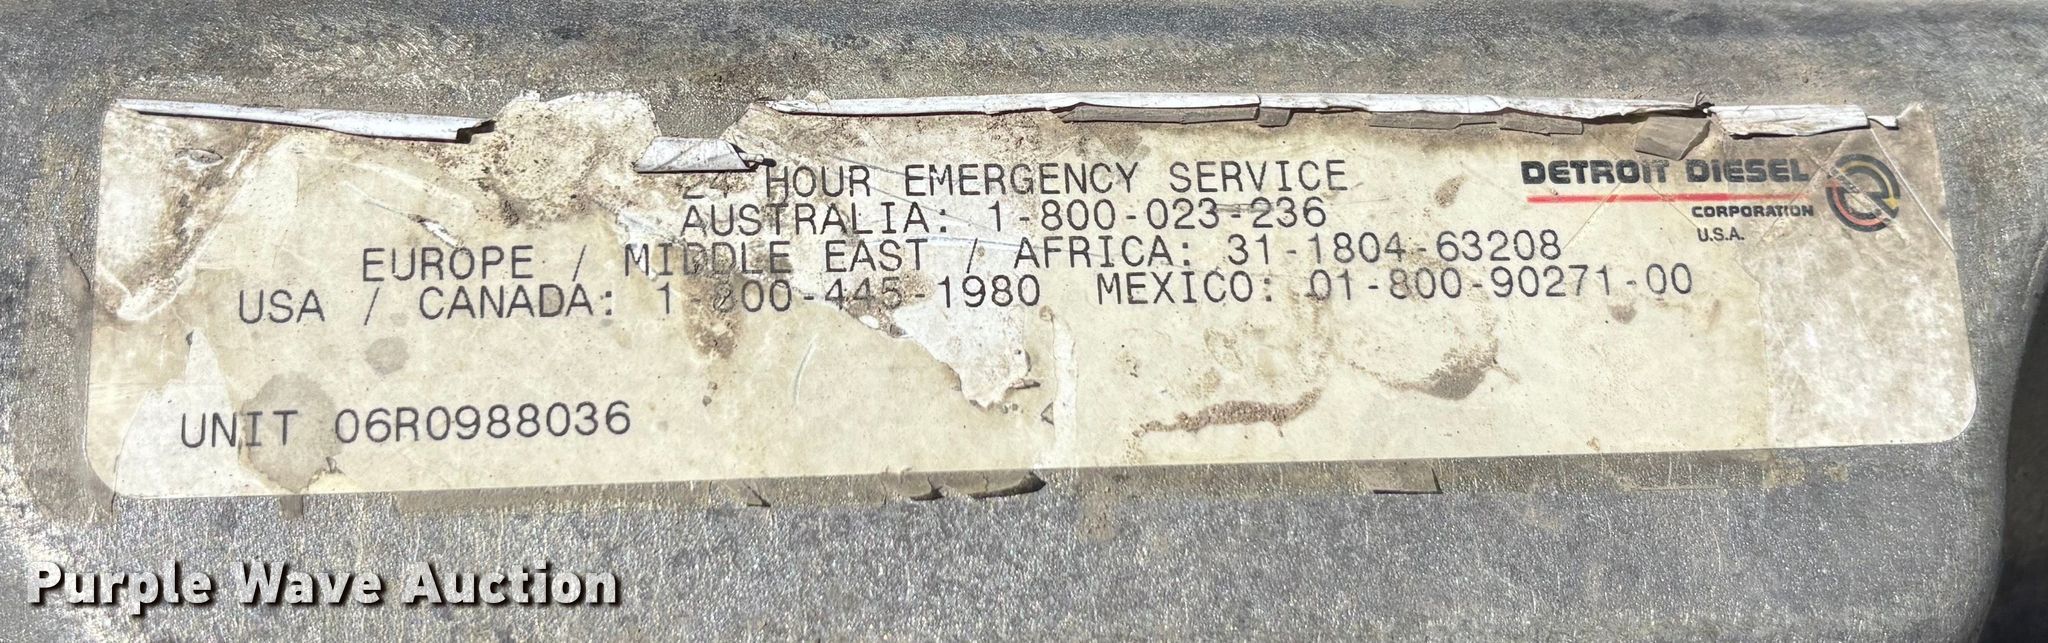 24 HOUR EMERGENCY SERVICE
AUSTRALIA: 1-800-023-236
EUROPE / MIDDLE EAST / AFRICA: 31-1804-63208
USA / CANADA: 1-800-445-1980 MEXICO: 01-800-90271-00
DETROIT DIESEL
CORPORATION
U.S.A.
UNIT 06R0988036
Purple Wave Auction